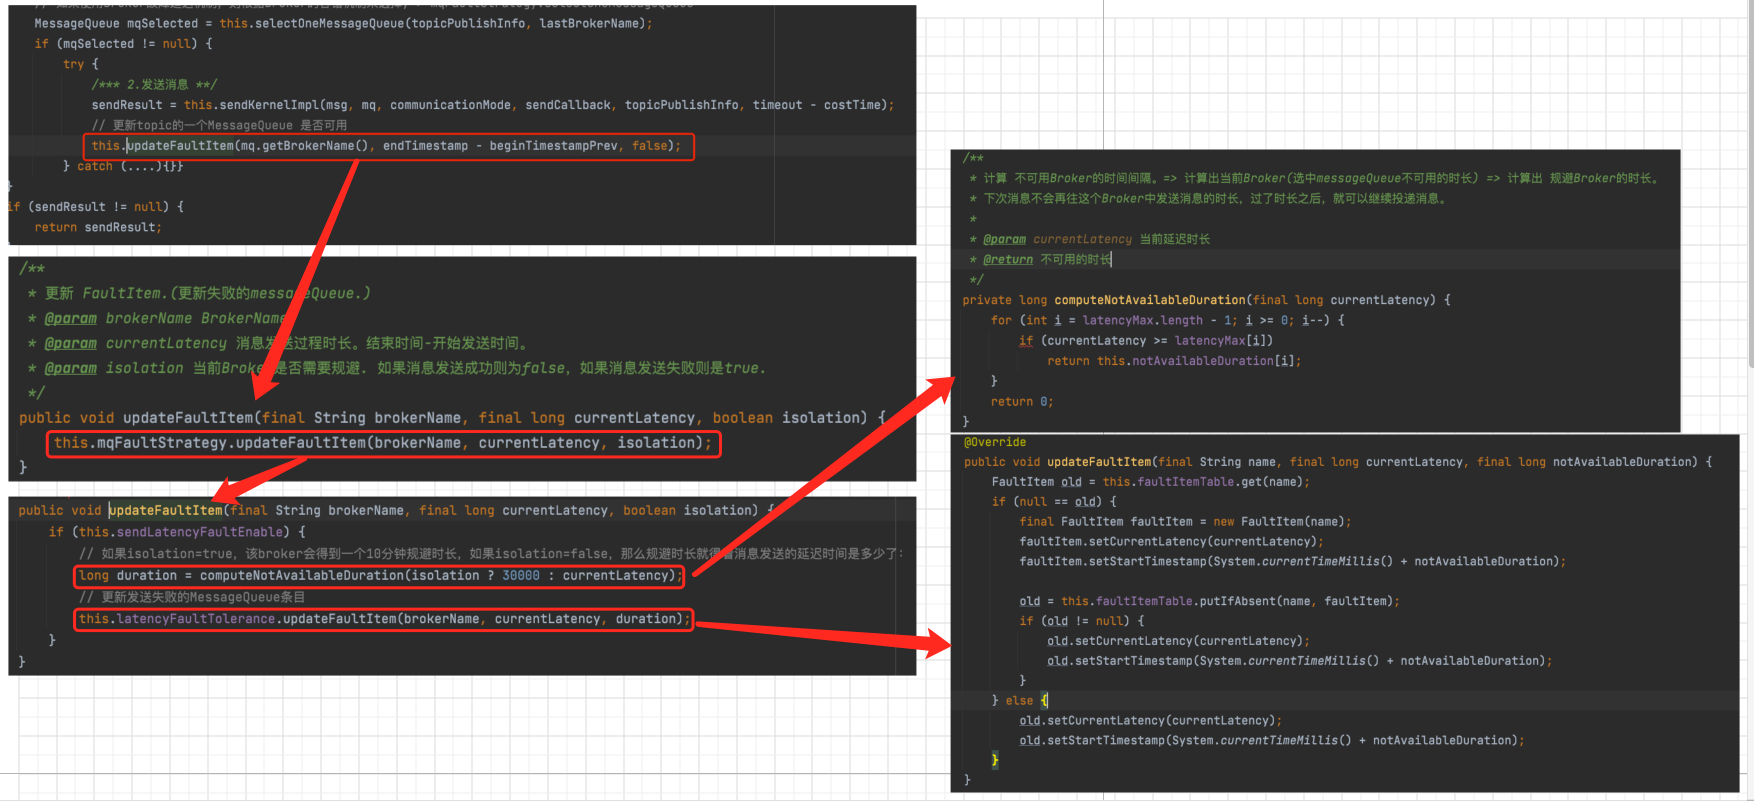 MessageQueue mqSelected = this.selectOneMessageQueue(topicPublishInfo, lastBrokerName);
if (mqSelected != null) {
try {
/*** 2.发送消息 **/
sendResult = this.sendKernelImpl(msg, mq, communicationMode, sendCallback, topicPublishInfo, timeout - costTime);
// 更新topic的一个MessageQueue 是否可用
this.updateFaultItem(mq.getBrokerName(), endTimestamp - beginTimestampPrev, false);
} catch (....){}}
}
if (sendResult != null) {
return sendResult;
/**
* 更新 FaultItem.(更新失败的messageQueue.)
* @param brokerName BrokerName
* @param currentLatency 消息发送过程时长。结束时间-开始发送时间。
* @param isolation 当前Broker是否需要规避. 如果消息发送成功则为false, 如果消息发送失败则是true.
*/
public void updateFaultItem(final String brokerName, final long currentLatency, boolean isolation) {
this.mqFaultStrategy.updateFaultItem(brokerName, currentLatency, isolation);
}
public void updateFaultItem(final String brokerName, final long currentLatency, boolean isolation) {
if (this.sendLatencyFaultEnable) {
// 如果isolation=true, 该broker会得到一个10分钟规避时长, 如果isolation=false, 那么规避时长就得看消息发送的延迟时间是多少了:
long duration = computeNotAvailableDuration(isolation ? 30000 : currentLatency);
// 更新发送失败的MessageQueue条目
this.latencyFaultTolerance.updateFaultItem(brokerName, currentLatency, duration);
}
}
/**
* 计算 不可用Broker的时间间隔。=> 计算出当前Broker(选中messageQueue不可用的时长) => 计算出 规避Broker的时长。
* 下次消息不会再往这个Broker中发送消息的时长, 过了时长之后, 就可以继续投递消息。
*
* @param currentLatency 当前延迟时长
* @return 不可用的时长
*/
private long computeNotAvailableDuration(final long currentLatency) {
for (int i = latencyMax.length - 1; i >= 0; i--) {
if (currentLatency >= latencyMax[i])
return this.notAvailableDuration[i];
}
return 0;
}
@Override
public void updateFaultItem(final String name, final long currentLatency, final long notAvailableDuration) {
FaultItem old = this.faultItemTable.get(name);
if (null == old) {
final FaultItem faultItem = new FaultItem(name);
faultItem.setCurrentLatency(currentLatency);
faultItem.setStartTimestamp(System.currentTimeMillis() + notAvailableDuration);
old = this.faultItemTable.putIfAbsent(name, faultItem);
if (old != null) {
old.setCurrentLatency(currentLatency);
old.setStartTimestamp(System.currentTimeMillis() + notAvailableDuration);
}
} else {
old.setCurrentLatency(currentLatency);
old.setStartTimestamp(System.currentTimeMillis() + notAvailableDuration);
}
}